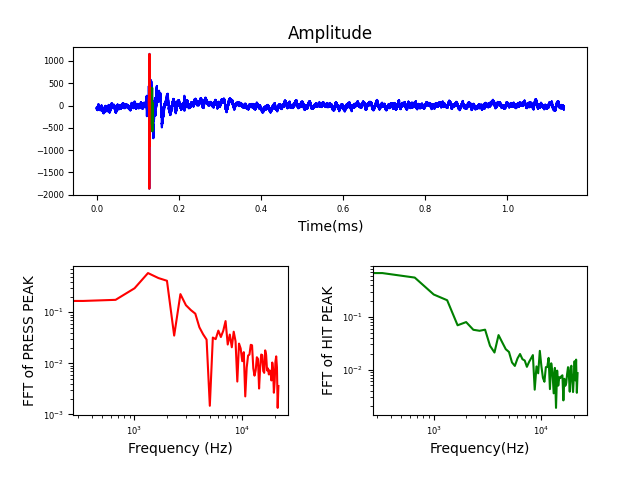 Amplitude
1000
500
0
−500
−1000
−1500
−2000
0.0 0.2 0.4 0.6 0.8 1.0
Time(ms)
FFT of PRESS PEAK
10⁻¹
10⁻²
10⁻³
10³ 10⁴
Frequency (Hz)
FFT of HIT PEAK
10⁻¹
10⁻²
10³ 10⁴
Frequency(Hz)